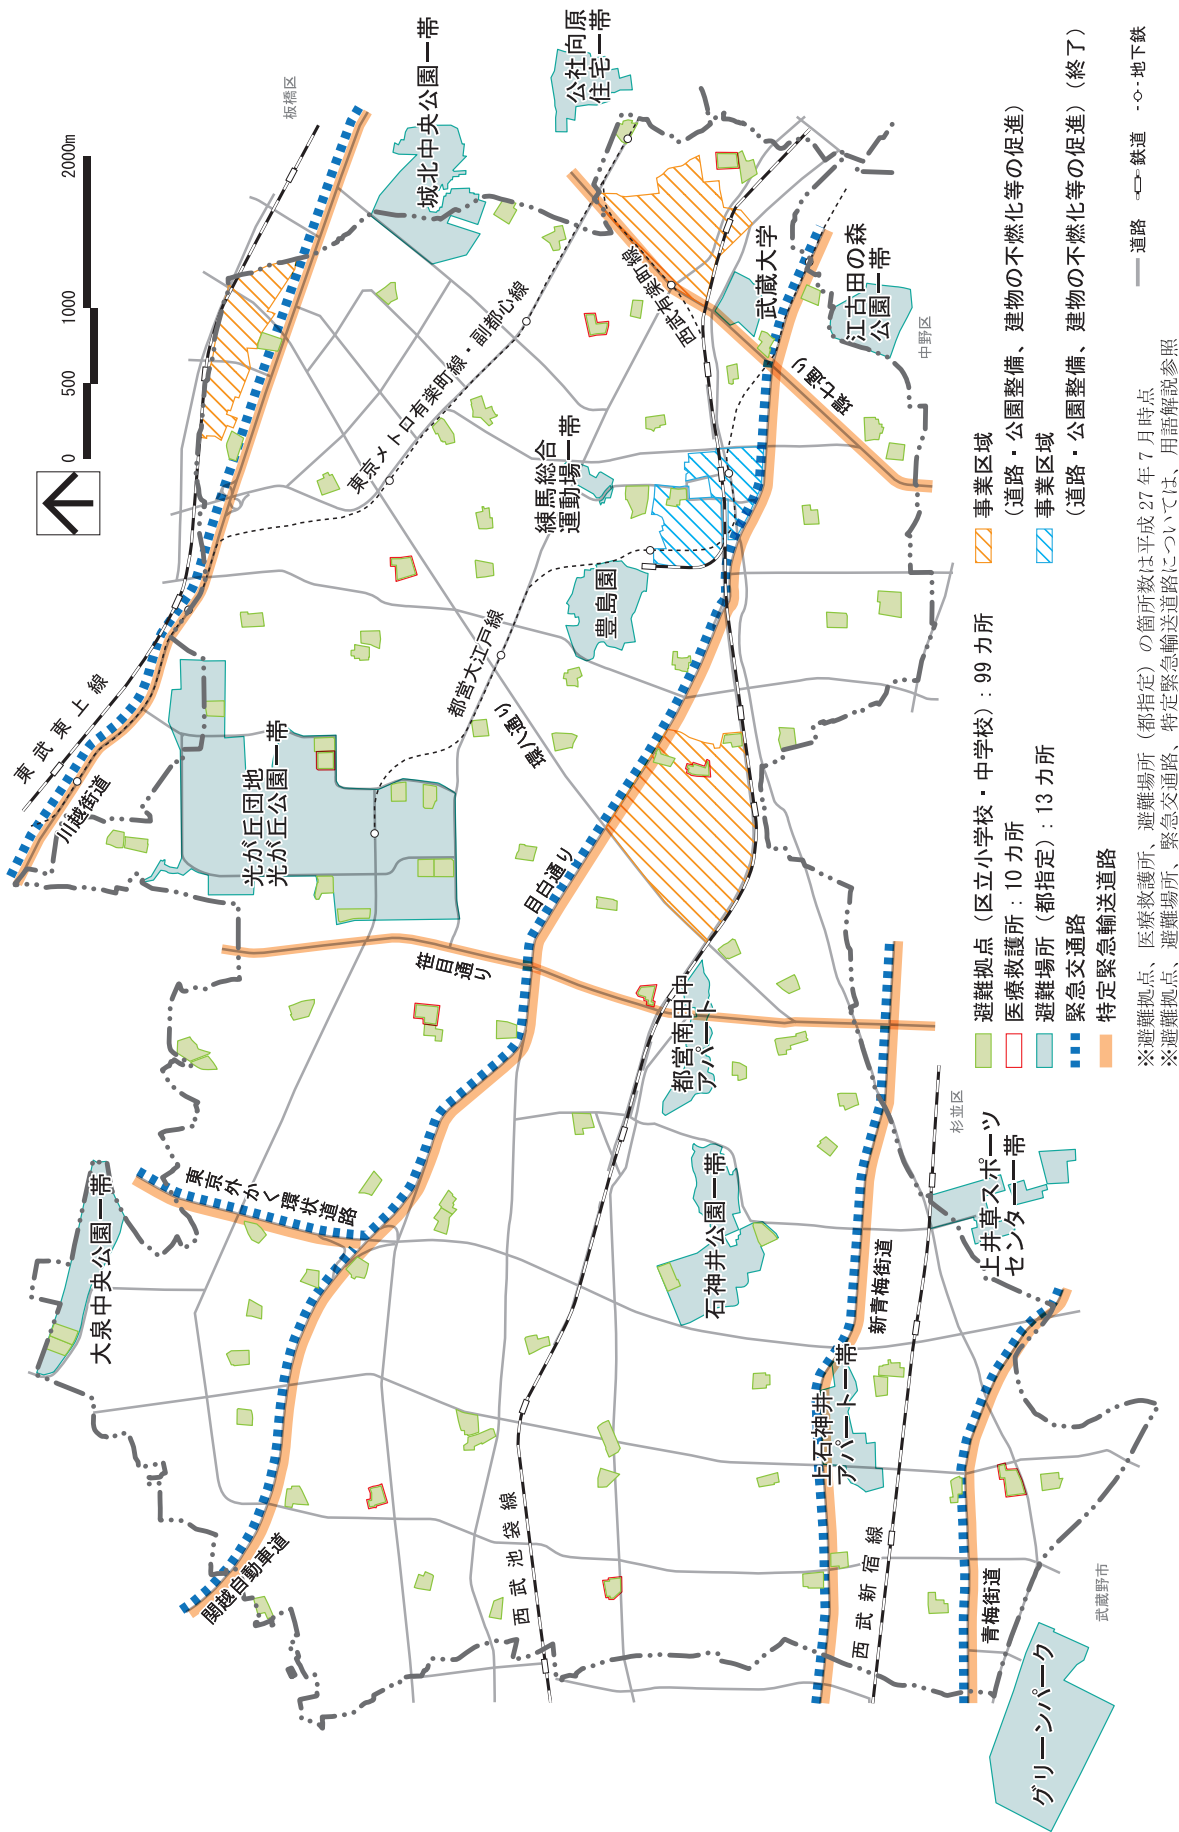 0　500　1000　2000m
板橋区
城北中央公園一帯
公社向原
住宅一帯
東武東上線
川越街道
光が丘団地
光が丘公園一帯
東京メトロ有楽町線・副都心線
西武有楽町線
武蔵大学
江古田の森
公園一帯
中野区
環七通り
練馬総合
運動場一帯
豊島園
都営大江戸線
環八通り
目白通り
笹目通り
都営南田中
アパート
大泉中央公園一帯
東京外かく環状道路
石神井公園一帯
新青梅街道
杉並区
上井草スポーツ
センター一帯
関越自動車道
西武池袋線
上石神井
アパート一帯
西武新宿線
青梅街道
武蔵野市
グリーンパーク
避難拠点（区立小学校・中学校）：99 カ所
医療救護所：10 カ所
避難場所（都指定）：13 カ所
緊急交通路
特定緊急輸送道路
事業区域
（道路・公園整備、建物の不燃化等の促進）
事業区域
（道路・公園整備、建物の不燃化等の促進）（終了）
道路　鉄道　地下鉄
※避難拠点、医療救護所、避難場所（都指定）の箇所数は平成 27 年 7 月時点
※避難拠点、避難場所、緊急交通路、特定緊急輸送道路については、用語解説参照